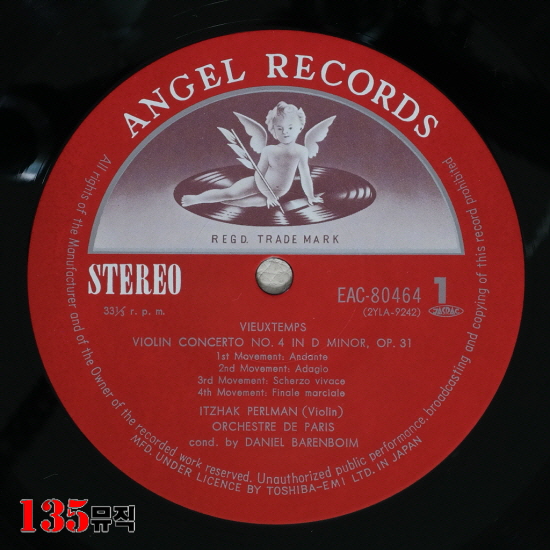 ANGEL RECORDS
REGD. TRADE MARK
STEREO
33⅓ r. p. m.
EAC-80464 1
(2YLA-9242)
VIEUXTEMPS
VIOLIN CONCERTO NO. 4 IN D MINOR, OP. 31
1st Movement: Andante
2nd Movement: Adagio
3rd Movement: Scherzo vivace
4th Movement: Finale marciale
ITZHAK PERLMAN (Violin)
ORCHESTRE DE PARIS
cond. by DANIEL BARENBOIM
All rights of the Manufacturer and of the Owner of the recorded work reserved. Unauthorized public performance, broadcasting and copying of this record prohibited
MFD. UNDER LICENCE BY TOSHIBA-EMI LTD. IN JAPAN
135뮤직